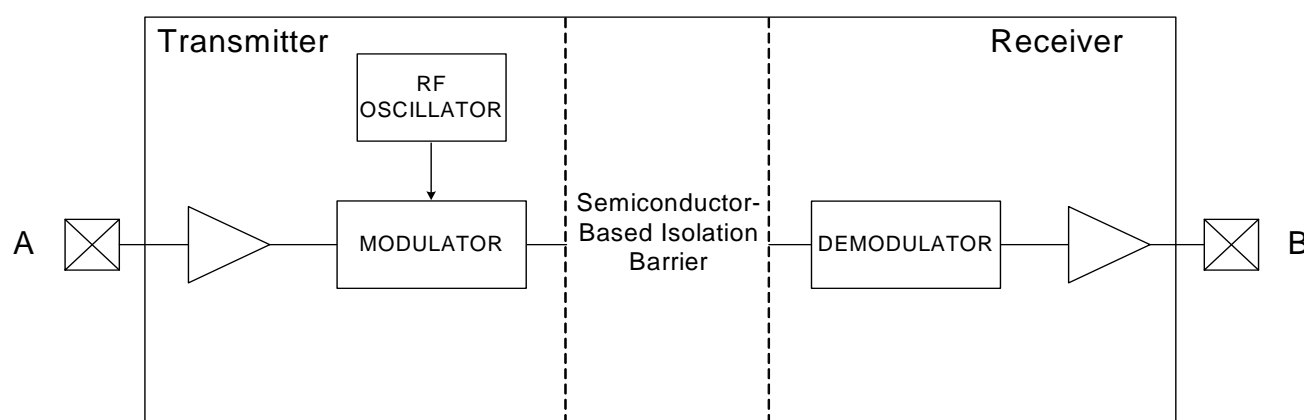 Transmitter
Receiver
RF
OSCILLATOR
A
MODULATOR
Semiconductor-
Based Isolation
Barrier
DEMODULATOR
B